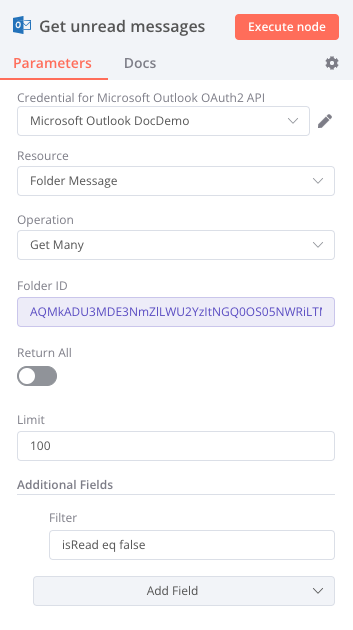 Get unread messages
Execute node
Parameters
Docs
Credential for Microsoft Outlook OAuth2 API
Microsoft Outlook DocDemo
Resource
Folder Message
Operation
Get Many
Folder ID
AQMkADU3MDE3NmZlLWU2YzItNGQ0OS05NWRiLTI
Return All
Limit
100
Additional Fields
Filter
isRead eq false
Add Field